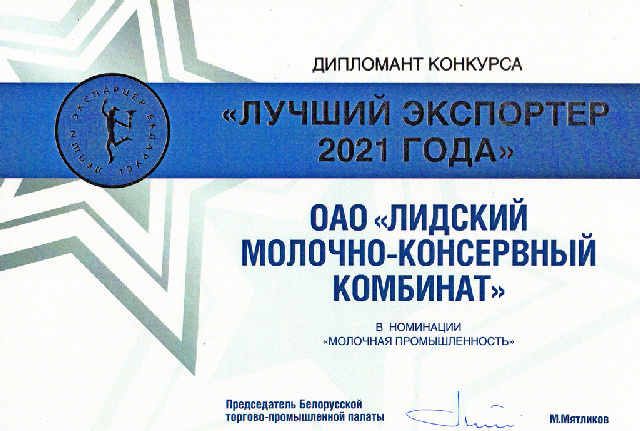 ДИПЛОМАНТ КОНКУРСА
«ЛУЧШИЙ ЭКСПОРТЕР
2021 ГОДА»
ЭКСПАРЦЁР БЕЛАРУСІ
ОАО «ЛИДСКИЙ
МОЛОЧНО-КОНСЕРВНЫЙ
КОМБИНАТ»
В НОМИНАЦИИ
«МОЛОЧНАЯ ПРОМЫШЛЕННОСТЬ»
Председатель Белорусской
торгово-промышленной палаты
М.Мятликов